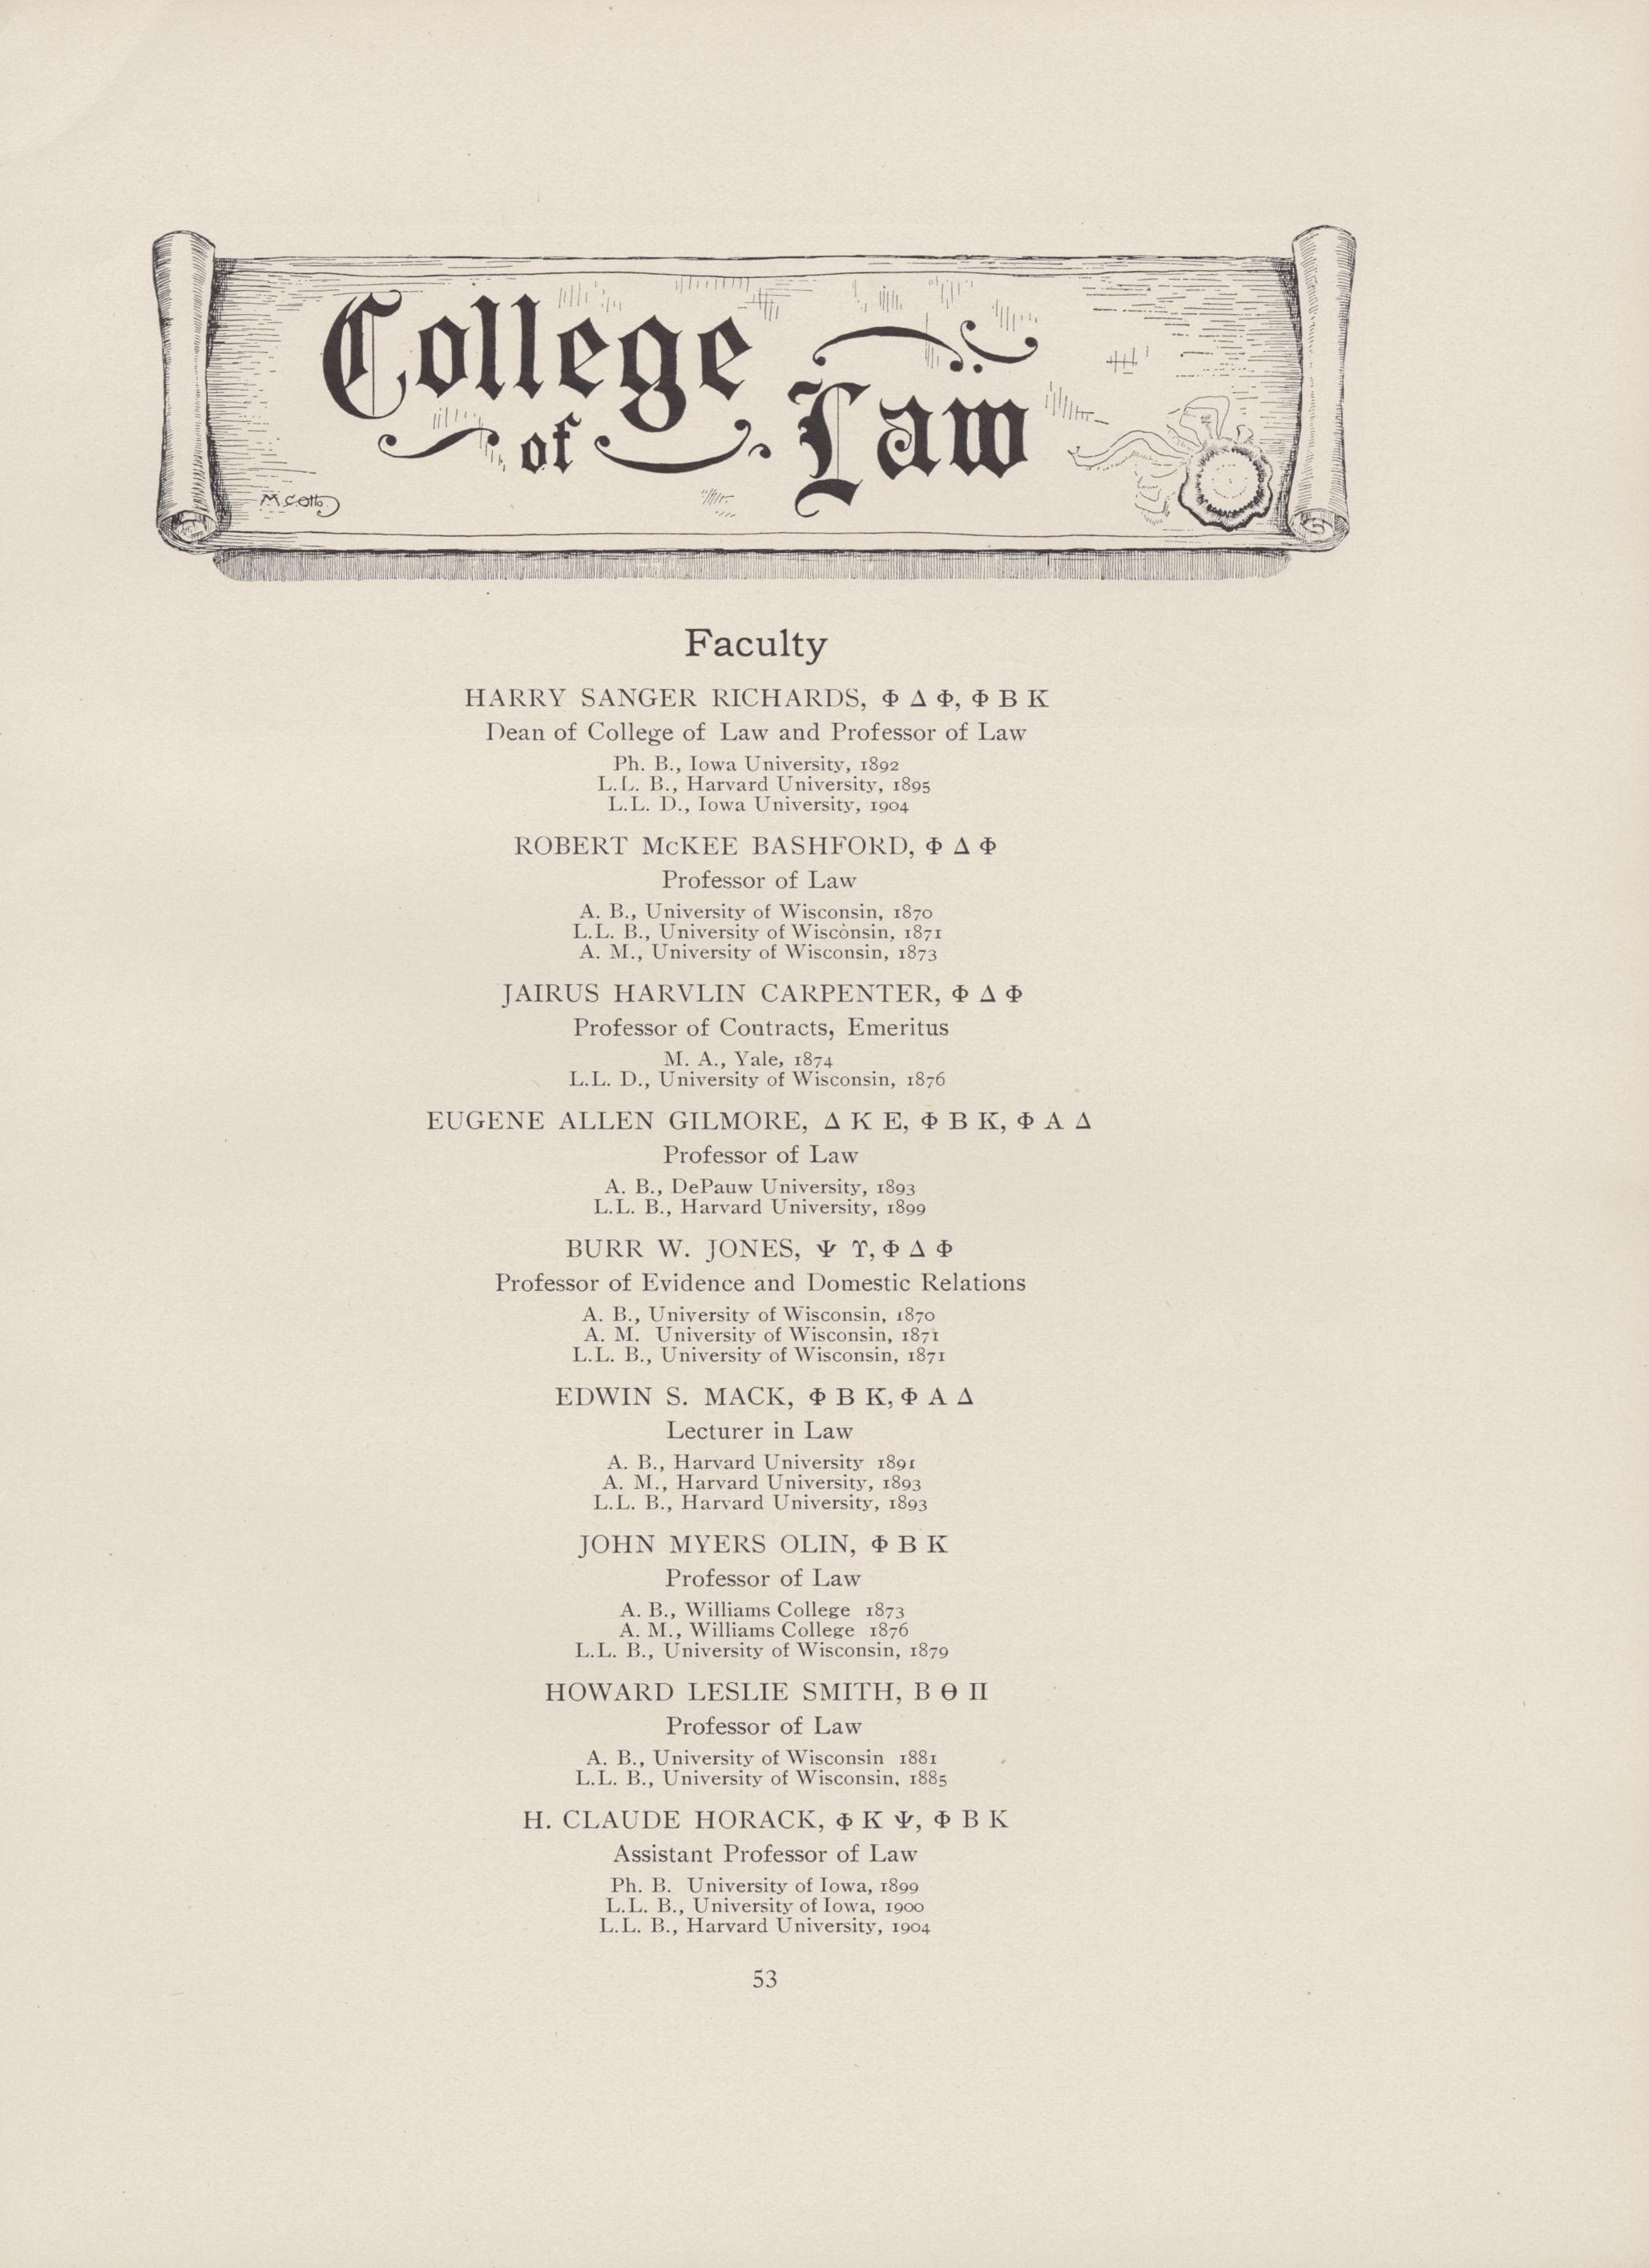 College
of
Law
M.C.Otto
Faculty
HARRY SANGER RICHARDS, Φ Δ Φ, Φ B K
Dean of College of Law and Professor of Law
Ph. B., Iowa University, 1892
L.L. B., Harvard University, 1895
L.L. D., Iowa University, 1904
ROBERT McKEE BASHFORD, Φ Δ Φ
Professor of Law
A. B., University of Wisconsin, 1870
L.L. B., University of Wisconsin, 1871
A. M., University of Wisconsin, 1873
JAIRUS HARVLIN CARPENTER, Φ Δ Φ
Professor of Contracts, Emeritus
M. A., Yale, 1874
L.L. D., University of Wisconsin, 1876
EUGENE ALLEN GILMORE, Δ K E, Φ B K, Φ A Δ
Professor of Law
A. B., DePauw University, 1893
L.L. B., Harvard University, 1899
BURR W. JONES, Ψ ϒ, Φ Δ Φ
Professor of Evidence and Domestic Relations
A. B., University of Wisconsin, 1870
A. M. University of Wisconsin, 1871
L.L. B., University of Wisconsin, 1871
EDWIN S. MACK, Φ B K, Φ A Δ
Lecturer in Law
A. B., Harvard University 1891
A. M., Harvard University, 1893
L.L. B., Harvard University, 1893
JOHN MYERS OLIN, Φ B K
Professor of Law
A. B., Williams College 1873
A. M., Williams College 1876
L.L. B., University of Wisconsin, 1879
HOWARD LESLIE SMITH, B Θ Π
Professor of Law
A. B., University of Wisconsin 1881
L.L. B., University of Wisconsin, 1885
H. CLAUDE HORACK, Φ K Ψ, Φ B K
Assistant Professor of Law
Ph. B. University of Iowa, 1899
L.L. B., University of Iowa, 1900
L.L. B., Harvard University, 1904
53